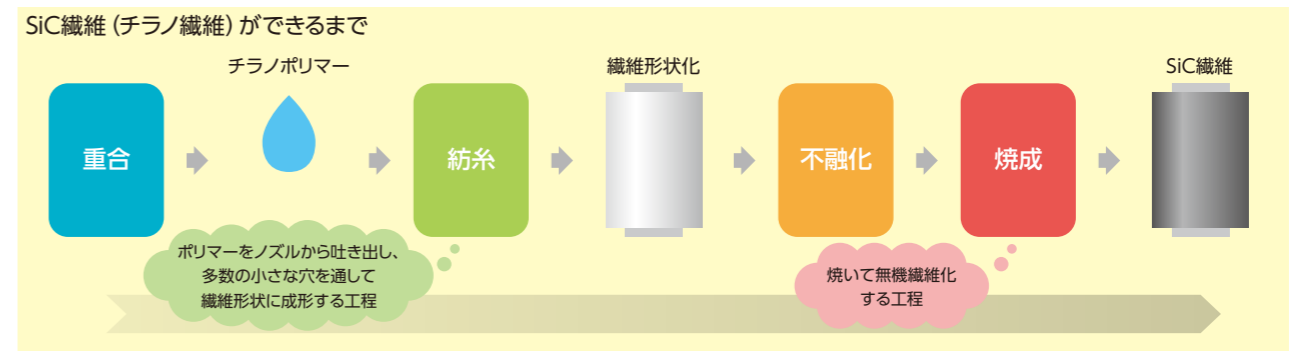 SiC繊維（チラノ繊維）ができるまで
チラノポリマー
繊維形状化
SiC繊維
重合
紡糸
不融化
焼成
ポリマーをノズルから吐き出し、
多数の小さな穴を通して
繊維形状に成形する工程
焼いて無機繊維化
する工程